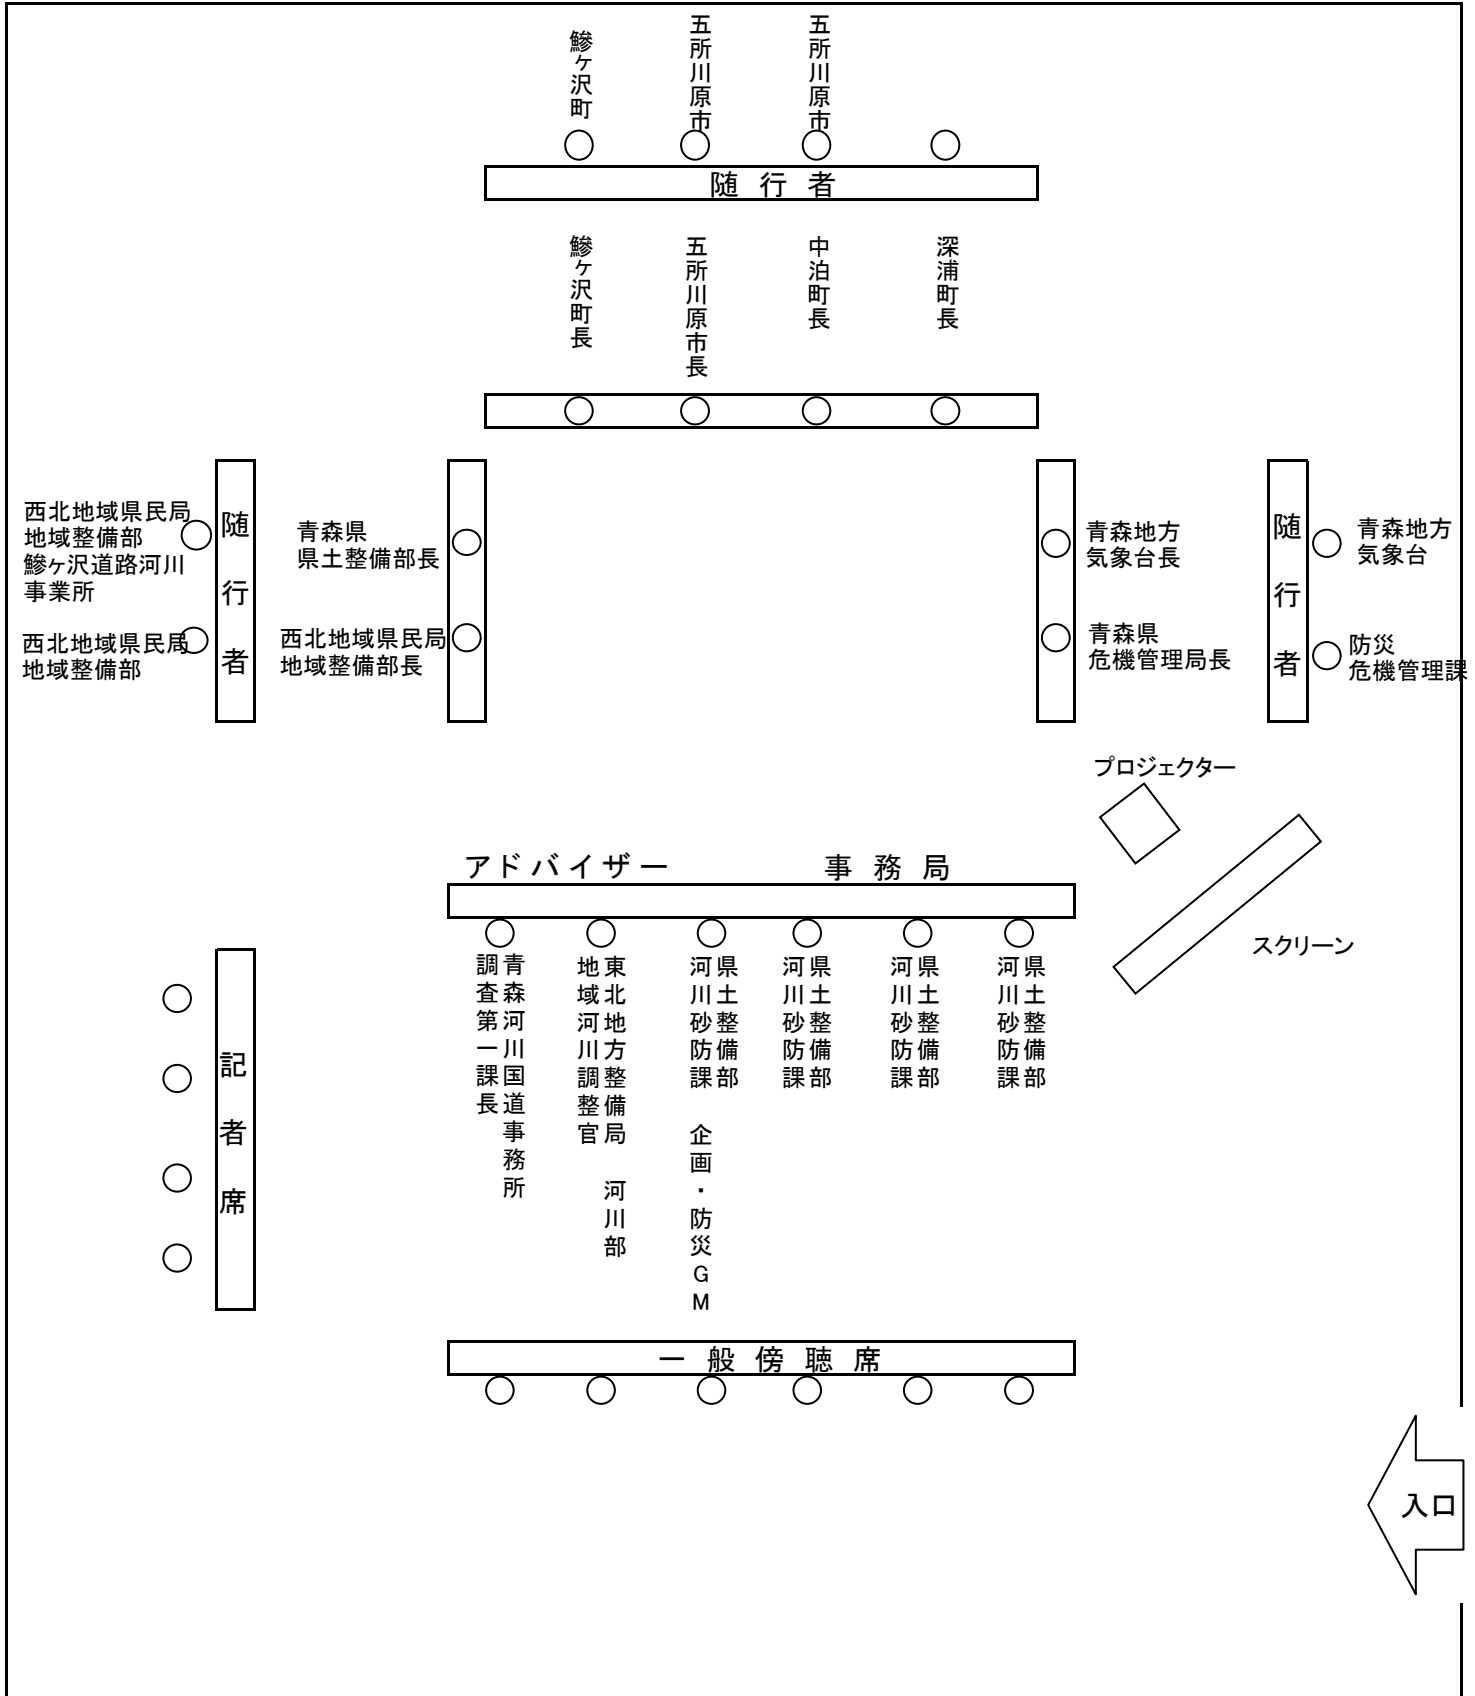 鰺ヶ沢町
五所川原市
五所川原市
随行者
鰺ヶ沢町長
五所川原市長
中泊町長
深浦町長
西北地域県民局
地域整備部
鰺ヶ沢道路河川
事業所
西北地域県民局
地域整備部
随行者
青森県
県土整備部長
西北地域県民局
地域整備部長
青森地方
気象台長
青森県
危機管理局長
随行者
青森地方
気象台
防災
危機管理課
プロジェクター
スクリーン
アドバイザー
事務局
青森河川国道事務所
調査第一課長
東北地方整備局 河川部
地域河川調整官
県土整備部
河川砂防課 企画・防災GM
県土整備部
河川砂防課
県土整備部
河川砂防課
県土整備部
河川砂防課
記者席
一般傍聴席
入口